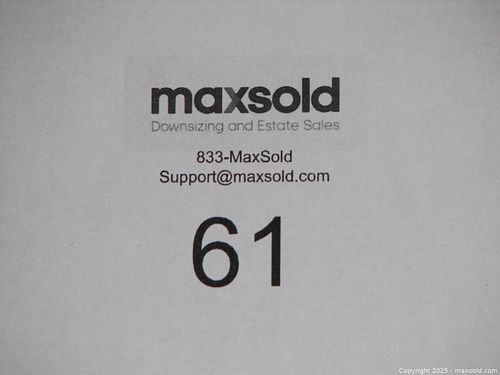 maxsold
Downsizing and Estate Sales
833-MaxSold
Support@maxsold.com
61
Copyright 2025 - maxsold.com